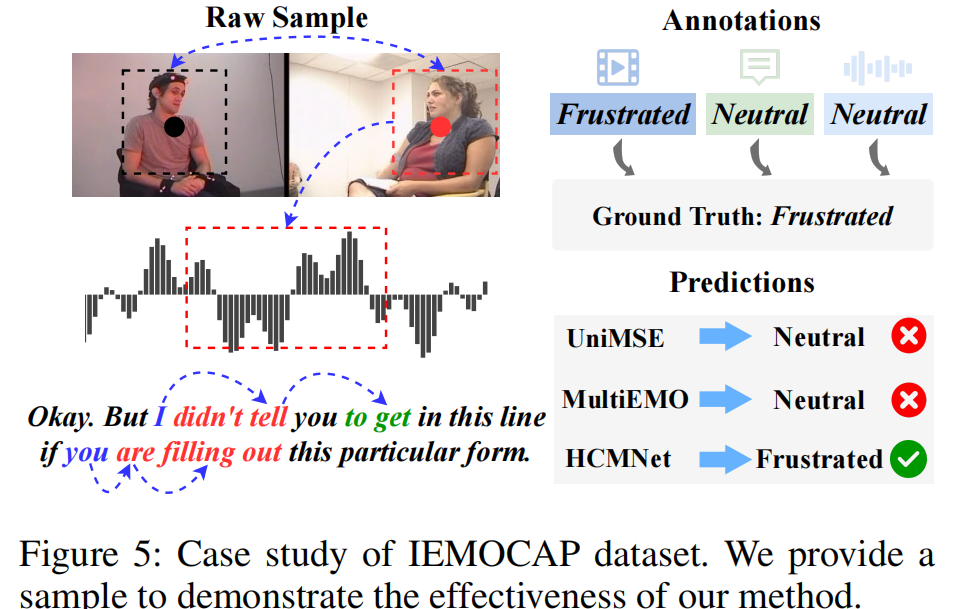 Raw Sample
Okay. But I didn't tell you to get in this line
if you are filling out this particular form.
Annotations
Frustrated Neutral Neutral
Ground Truth: Frustrated
Predictions
UniMSE Neutral
MultiEMO Neutral
HCMNet Frustrated
Figure 5: Case study of IEMOCAP dataset. We provide a
sample to demonstrate the effectiveness of our method.